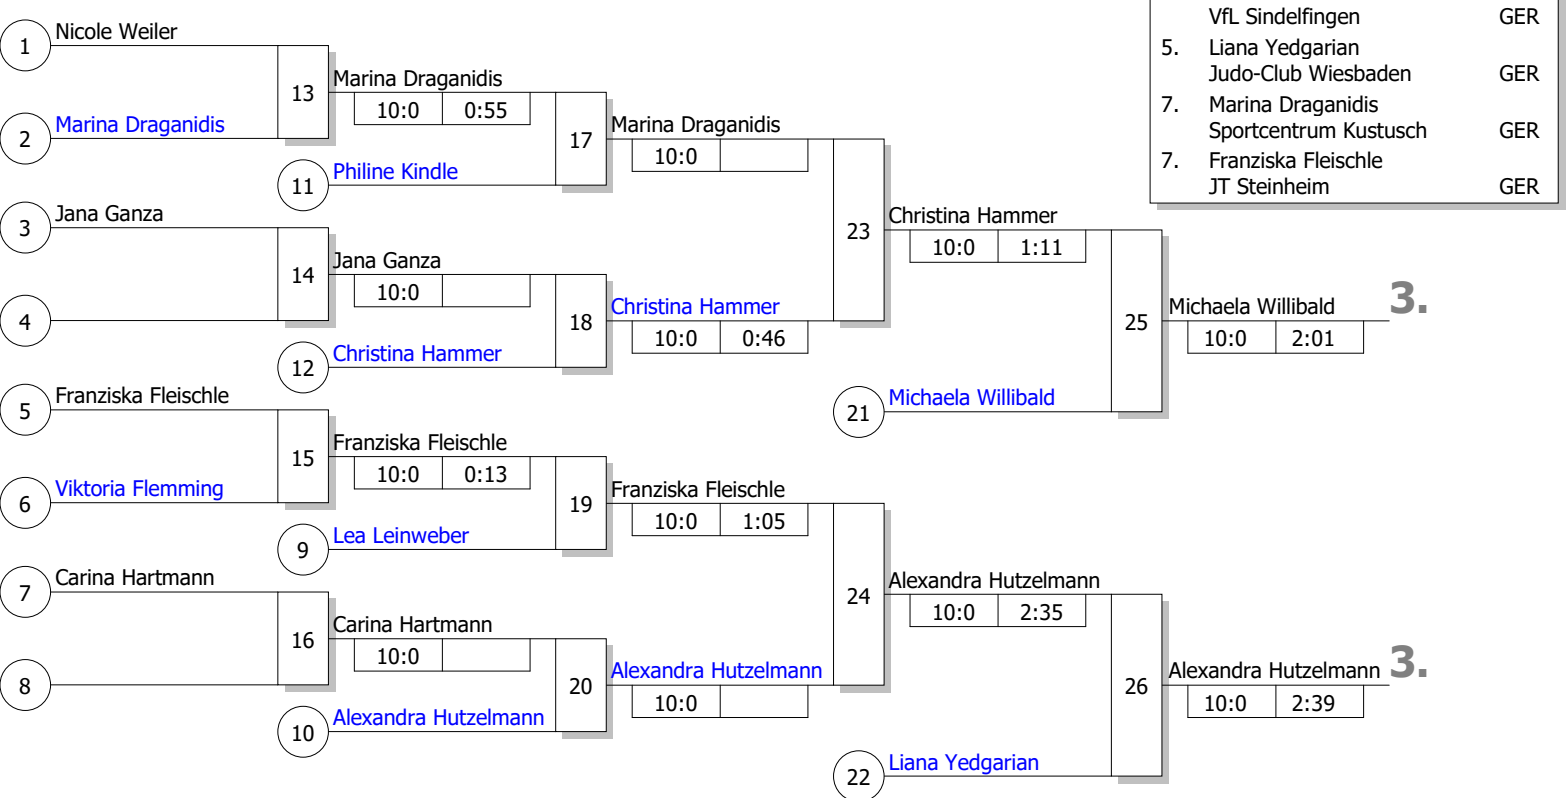 VfL Sindelfingen GER
5. Liana Yedgarian
Judo-Club Wiesbaden GER
7. Marina Draganidis
Sportcentrum Kustusch GER
7. Franziska Fleischle
JT Steinheim GER
1 Nicole Weiler
13
2 Marina Draganidis
Marina Draganidis
10:0 0:55
17
11 Philine Kindle
Marina Draganidis
10:0
3 Jana Ganza
14
4
Jana Ganza
10:0
18
12 Christina Hammer
Christina Hammer
10:0 0:46
23
Christina Hammer
10:0 1:11
25
21 Michaela Willibald
Michaela Willibald 3.
10:0 2:01
5 Franziska Fleischle
15
6 Viktoria Flemming
Franziska Fleischle
10:0 0:13
19
9 Lea Leinweber
Franziska Fleischle
10:0 1:05
7 Carina Hartmann
16
8
Carina Hartmann
10:0
20
10 Alexandra Hutzelmann
Alexandra Hutzelmann
10:0
24
Alexandra Hutzelmann
10:0 2:35
26
22 Liana Yedgarian
Alexandra Hutzelmann 3.
10:0 2:39